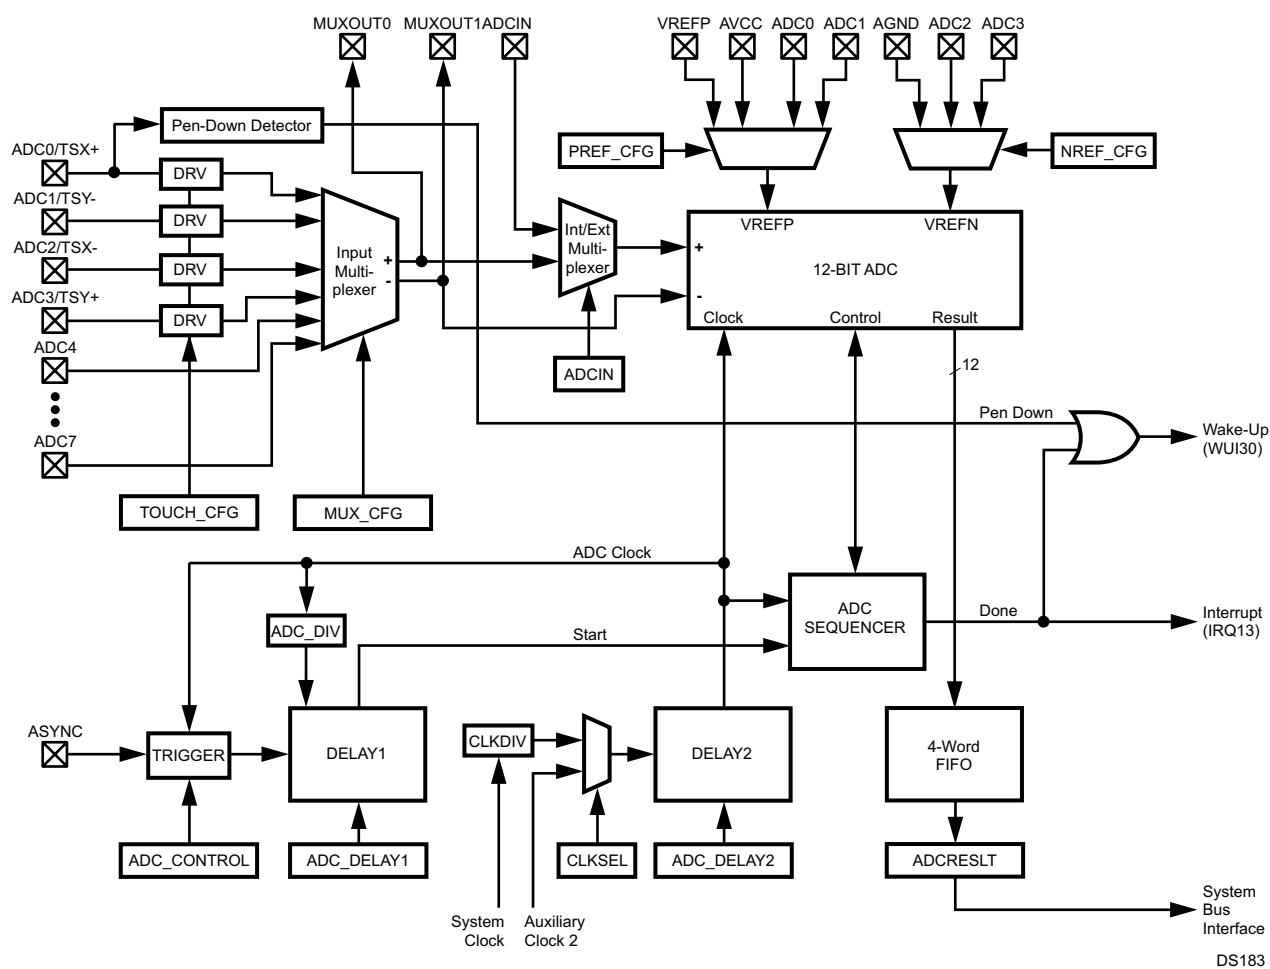 MUXOUT0 MUXOUT1 ADCIN VREFP AVCC ADC0 ADC1 AGND ADC2 ADC3
Pen-Down Detector
ADC0/TSX+
DRV
ADC1/TSY-
DRV
ADC2/TSX-
DRV
ADC3/TSY+
DRV
ADC4
ADC7
Input
Multi-
plexer
+
-
Int/Ext
Multi-
plexer
ADCIN
PREF_CFG
NREF_CFG
VREFP VREFN
+
12-BIT ADC
-
Clock Control Result
12
Pen Down
Wake-Up
(WUI30)
TOUCH_CFG
MUX_CFG
ADC Clock
ADC_DIV
Start
ADC
SEQUENCER
Done
Interrupt
(IRQ13)
ASYNC
TRIGGER
DELAY1
CLKDIV
DELAY2
4-Word
FIFO
ADC_CONTROL
ADC_DELAY1
CLKSEL
ADC_DELAY2
ADCRESLT
System
Clock
Auxiliary
Clock 2
System
Bus
Interface
DS183